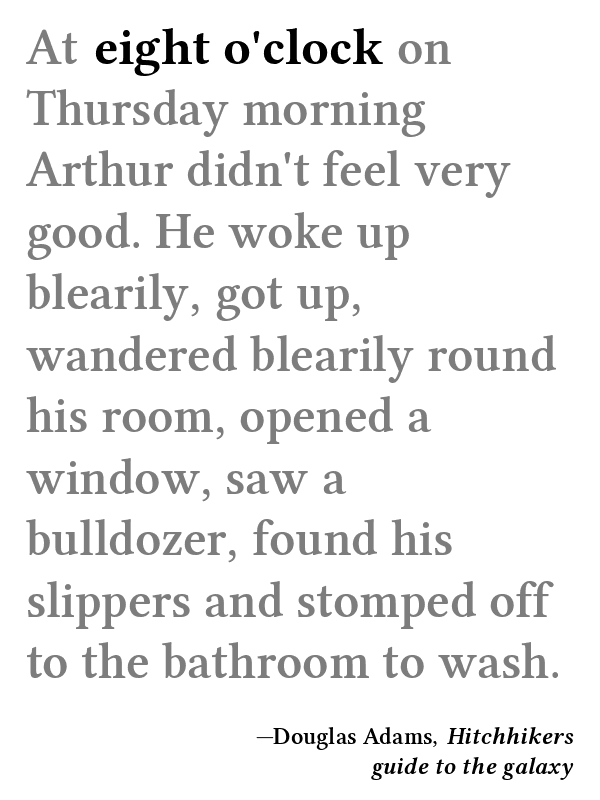 At eight o'clock on
Thursday morning
Arthur didn't feel very
good. He woke up
blearily, got up,
wandered blearily round
his room, opened a
window, saw a
bulldozer, found his
slippers and stomped off
to the bathroom to wash.
—Douglas Adams, Hitchhikers
guide to the galaxy